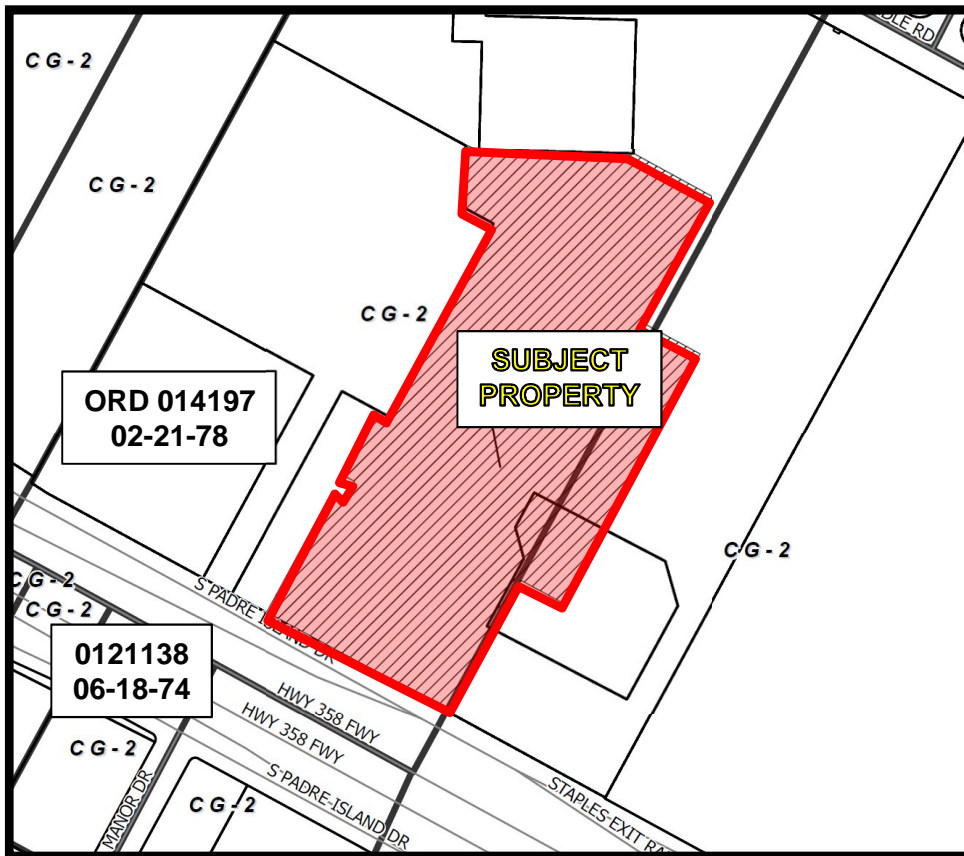 DLE RD
CG-2
CG-2
CG-2
SUBJECT
PROPERTY
ORD 014197
02-21-78
CG-2
S PADRE ISLAND DR
CG-2
CG-2
0121138
06-18-74
HWY 358 FWY
HWY 358 FWY
CG-2
MANOR DR
CG-2
S PADRE ISLAND DR
STAPLES EXIT RA